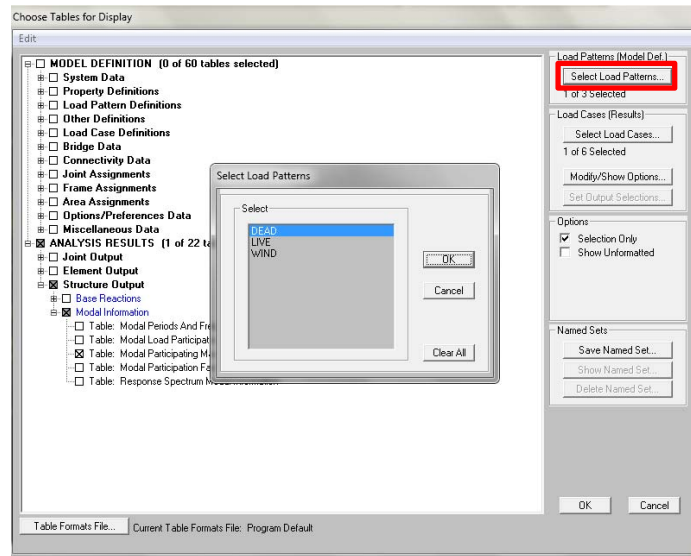 Choose Tables for Display
Edit
MODEL DEFINITION (0 of 60 tables selected)
System Data
Property Definitions
Load Pattern Definitions
Other Definitions
Load Case Definitions
Bridge Data
Connectivity Data
Joint Assignments
Frame Assignments
Area Assignments
Options/Preferences Data
Miscellaneous Data
ANALYSIS RESULTS (1 of 22 ta
Joint Output
Element Output
Structure Output
Base Reactions
Modal Information
Table: Modal Periods And Fre
Table: Modal Load Participat
Table: Modal Participating Ma
Table: Modal Participation Fa
Table: Response Spectrum Modal Information
Select Load Patterns
Select
DEAD
LIVE
WIND
OK
Cancel
Clear All
Load Patterns (Model Def.)
Select Load Patterns...
1 of 3 Selected
Load Cases (Results)
Select Load Cases...
1 of 6 Selected
Modify/Show Options...
Set Output Selections...
Options
Selection Only
Show Unformatted
Named Sets
Save Named Set...
Show Named Set...
Delete Named Set...
OK
Cancel
Table Formats File...
Current Table Formats File: Program Default